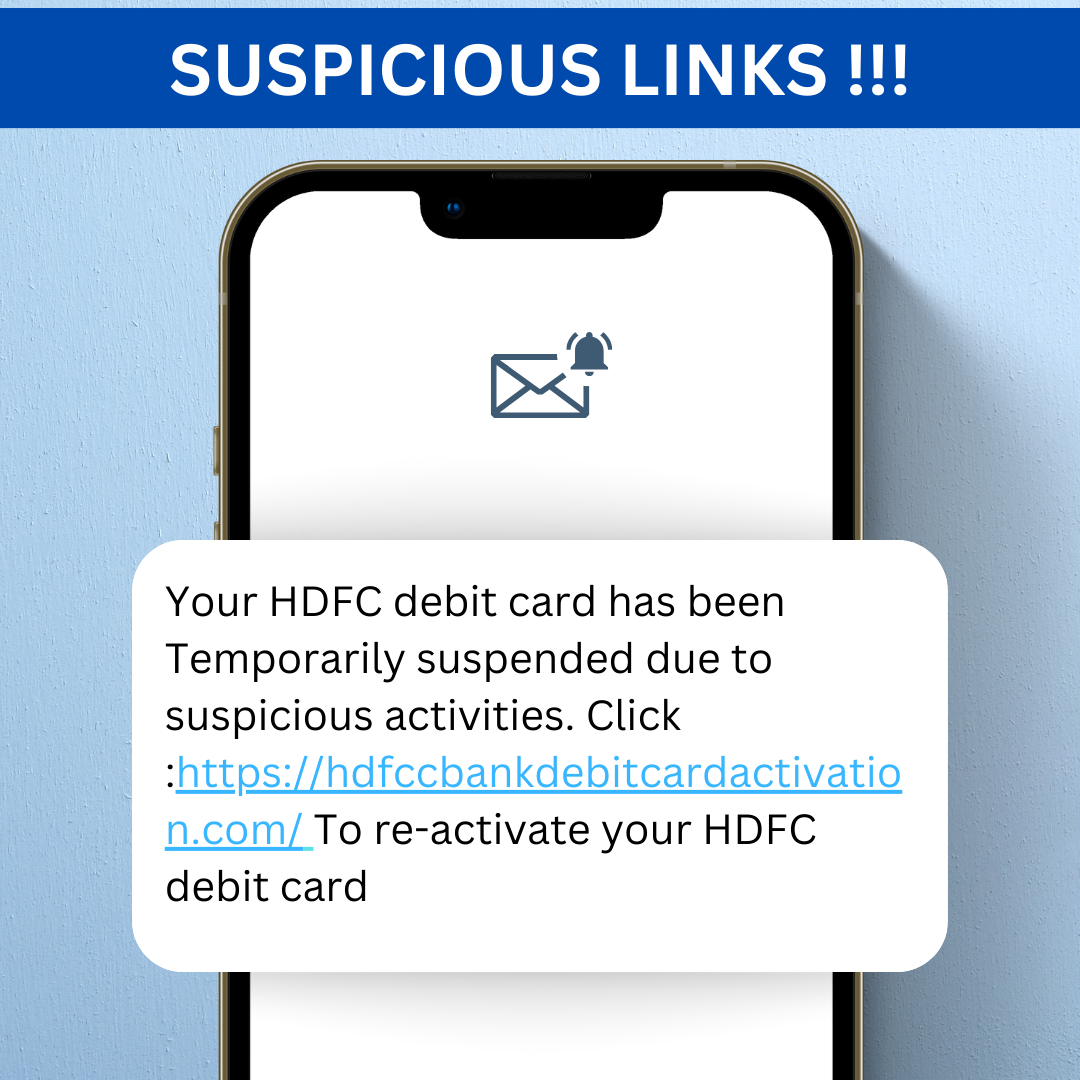 SUSPICIOUS LINKS !!!
Your HDFC debit card has been
Temporarily suspended due to
suspicious activities. Click
:https://hdfccbankdebitcardactivatio
n.com/ To re-activate your HDFC
debit card